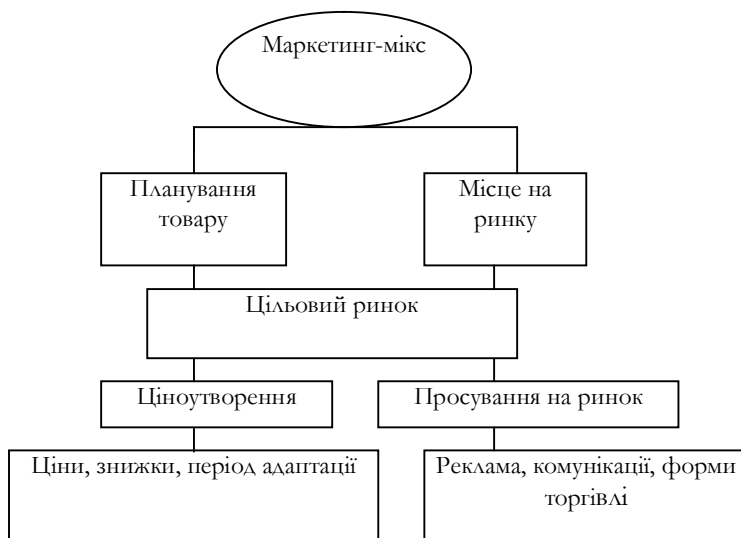 Маркетинг-мікс
Планування
товару
Місце на
ринку
Цільовий ринок
Ціноутворення
Просування на ринок
Ціни, знижки, період адаптації
Реклама, комунікації, форми
торгівлі